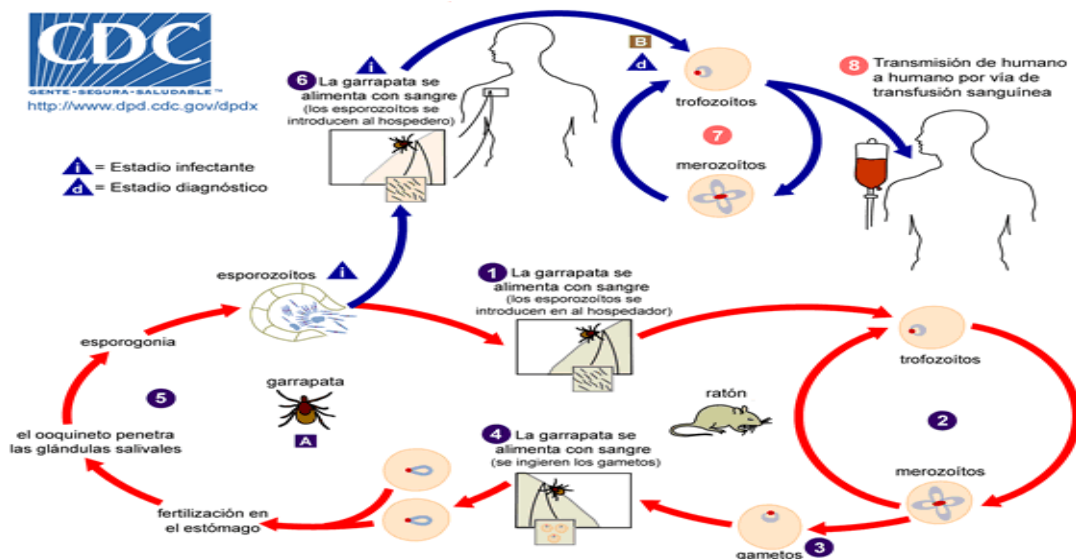 CDC
GENTE-SEGURA-SALUDABLE™
http://www.dpd.cdc.gov/dpdx
i = Estadio infectante
d = Estadio diagnóstico
6 La garrapata se
alimenta con sangre
(los esporozoítos se
introducen al hospedero)
i
B
d
trofozoítos
7
merozoítos
8 Transmisión de humano
a humano por vía de
transfusión sanguínea
esporozoítos
i
1 La garrapata se
alimenta con sangre
(los esporozoítos se
introducen en al hospedador)
trofozoítos
esporogonia
5
garrapata
A
ratón
2
el ooquineto penetra
las glándulas salivales
4 La garrapata se
alimenta con sangre
(se ingieren los gametos)
merozoítos
fertilización en
el estómago
gametos
3